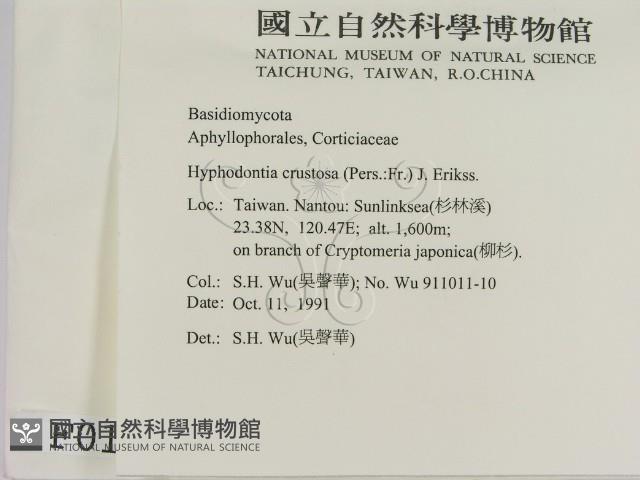 國立自然科學博物館
NATIONAL MUSEUM OF NATURAL SCIENCE
TAICHUNG, TAIWAN, R.O.CHINA
Basidiomycota
Aphyllophorales, Corticiaceae
Hyphodontia crustosa (Pers.:Fr.) J. Erikss.
Loc.: Taiwan. Nantou: Sunlinksea(杉林溪)
23.38N, 120.47E; alt. 1,600m;
on branch of Cryptomeria japonica(柳杉).
Col.: S.H. Wu(吳聲華); No. Wu 911011-10
Date: Oct. 11, 1991
Det.: S.H. Wu(吳聲華)
F01
國立自然科學博物館
NATIONAL MUSEUM OF NATURAL SCIENCE